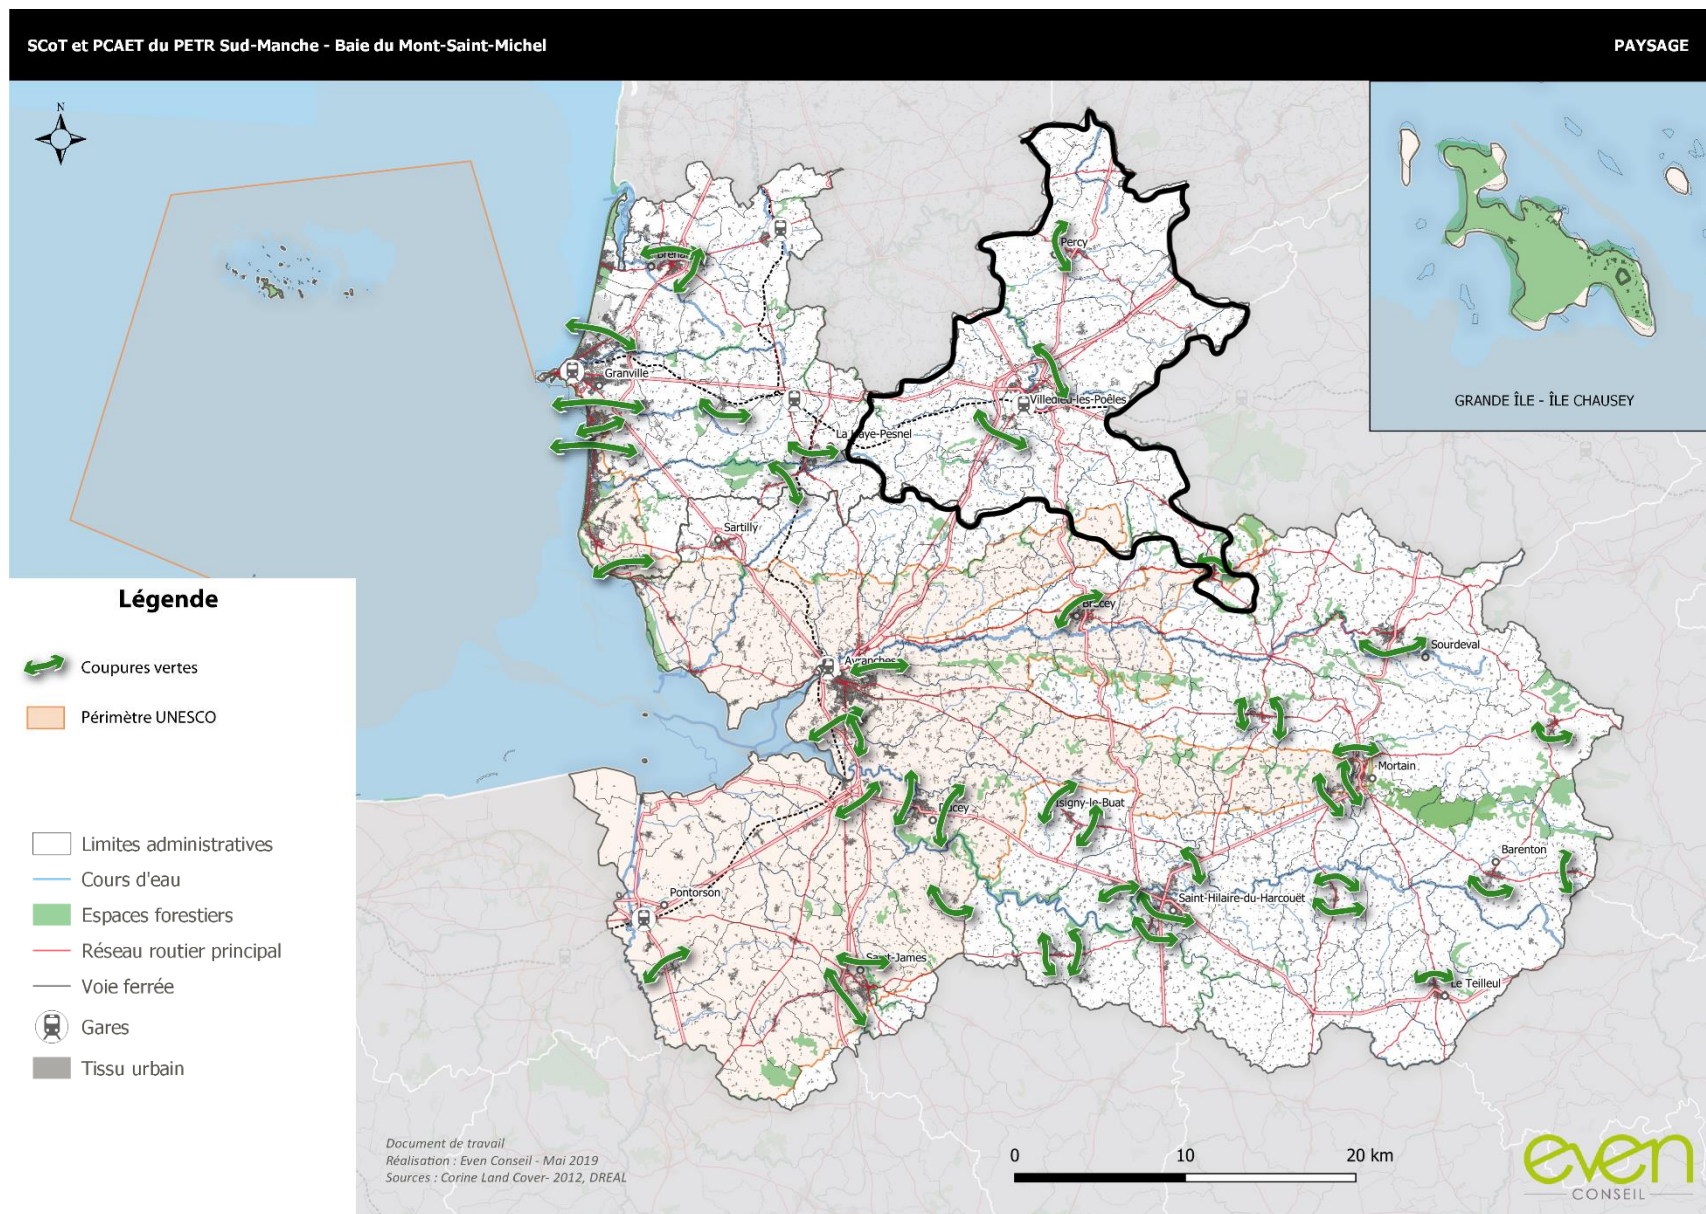 SCoT et PCAET du PETR Sud-Manche - Baie du Mont-Saint-Michel
PAYSAGE
N
Percy
Granville
Villedieu-les-Poêles
La Haye-Pesnel
GRANDE ÎLE - ÎLE CHAUSEY
Sartilly
Brécey
Sourdeval
Avranches
Mortain
Ducey
Isigny-le-Buat
Barenton
Pontorson
Saint-Hilaire-du-Harcouët
Saint-James
Le Teilleul
Légende
Coupures vertes
Périmètre UNESCO
Limites administratives
Cours d'eau
Espaces forestiers
Réseau routier principal
Voie ferrée
Gares
Tissu urbain
Document de travail
Réalisation : Even Conseil - Mai 2019
Sources : Corine Land Cover- 2012, DREAL
0 10 20 km
even
CONSEIL